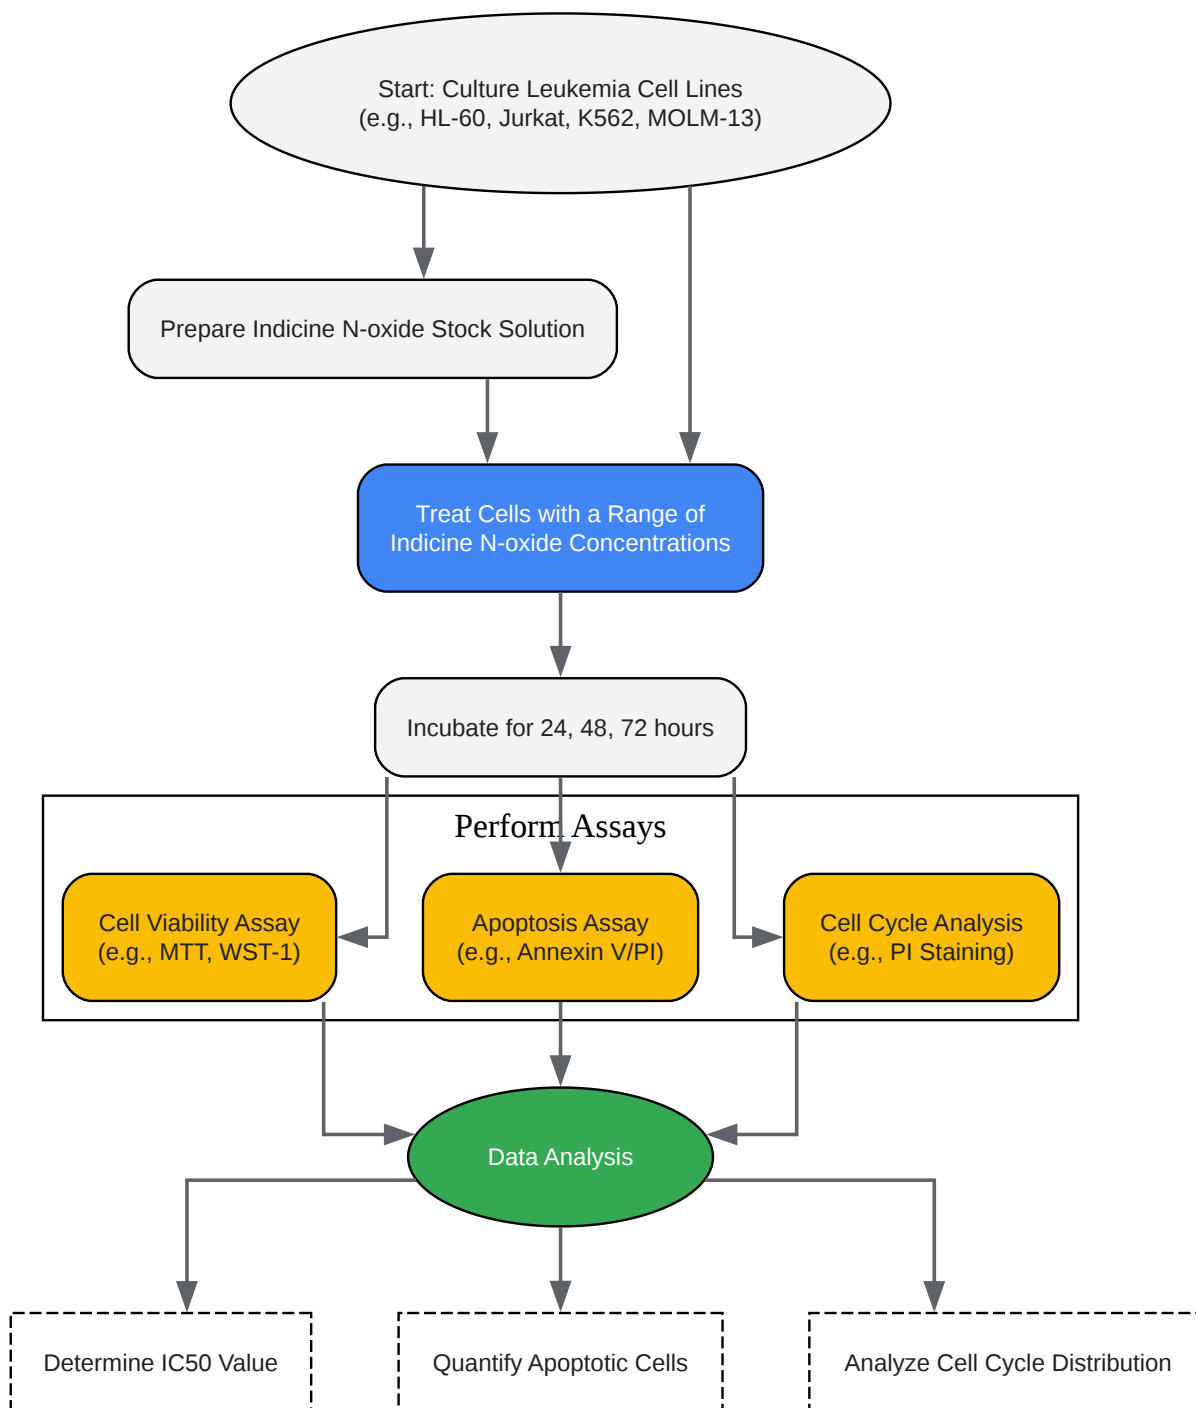 Start: Culture Leukemia Cell Lines
(e.g., HL-60, Jurkat, K562, MOLM-13)
Prepare Indicine N-oxide Stock Solution
Treat Cells with a Range of
Indicine N-oxide Concentrations
Incubate for 24, 48, 72 hours
Perform Assays
Cell Viability Assay
(e.g., MTT, WST-1)
Apoptosis Assay
(e.g., Annexin V/PI)
Cell Cycle Analysis
(e.g., PI Staining)
Data Analysis
Determine IC50 Value
Quantify Apoptotic Cells
Analyze Cell Cycle Distribution